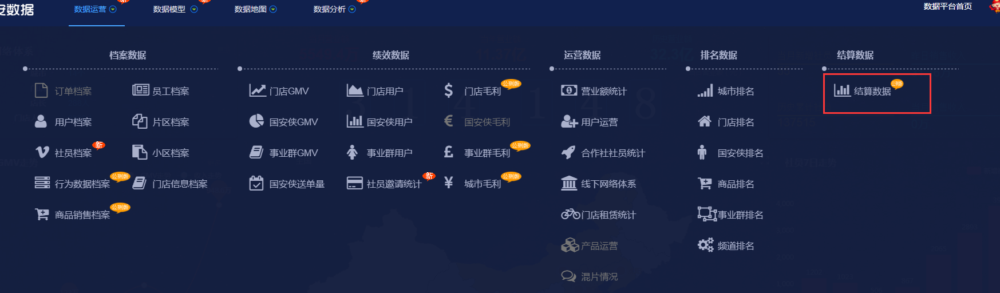 安数据
数据运营 新
数据模型 新
数据地图
数据分析 新
数据平台首页
档案数据
绩效数据
运营数据
排名数据
结算数据
订单档案
员工档案
门店GMV
门店用户
门店毛利 公测版
营业额统计
城市排名
结算数据 公测版
用户档案
片区档案
国安侠GMV
国安侠用户
国安侠毛利
用户运营
门店排名
社员档案 新
小区档案
事业群GMV
事业群用户
事业群毛利 公测版
合作社社员统计
国安侠排名
行为数据档案 公测版
门店信息档案
国安侠送单量
社员邀请统计 新
城市毛利 公测版
线下网络体系
商品排名
商品销售档案 公测版
门店租赁统计
事业群排名
产品运营
频道排名
混片情况